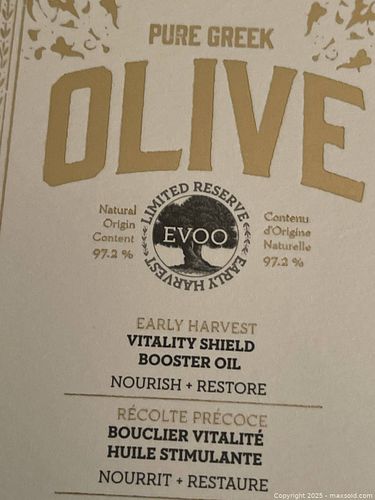 PURE GREEK
OLIVE
LIMITED RESERVE
EARLY HARVEST
EVOO
Natural
Origin
Content
97.2 %
Contenu
d'Origine
Naturelle
97.2 %
EARLY HARVEST
VITALITY SHIELD
BOOSTER OIL
NOURISH + RESTORE
RÉCOLTE PRÉCOCE
BOUCLIER VITALITÉ
HUILE STIMULANTE
NOURRIT + RESTAURE
Copyright 2025 - maxsold.com